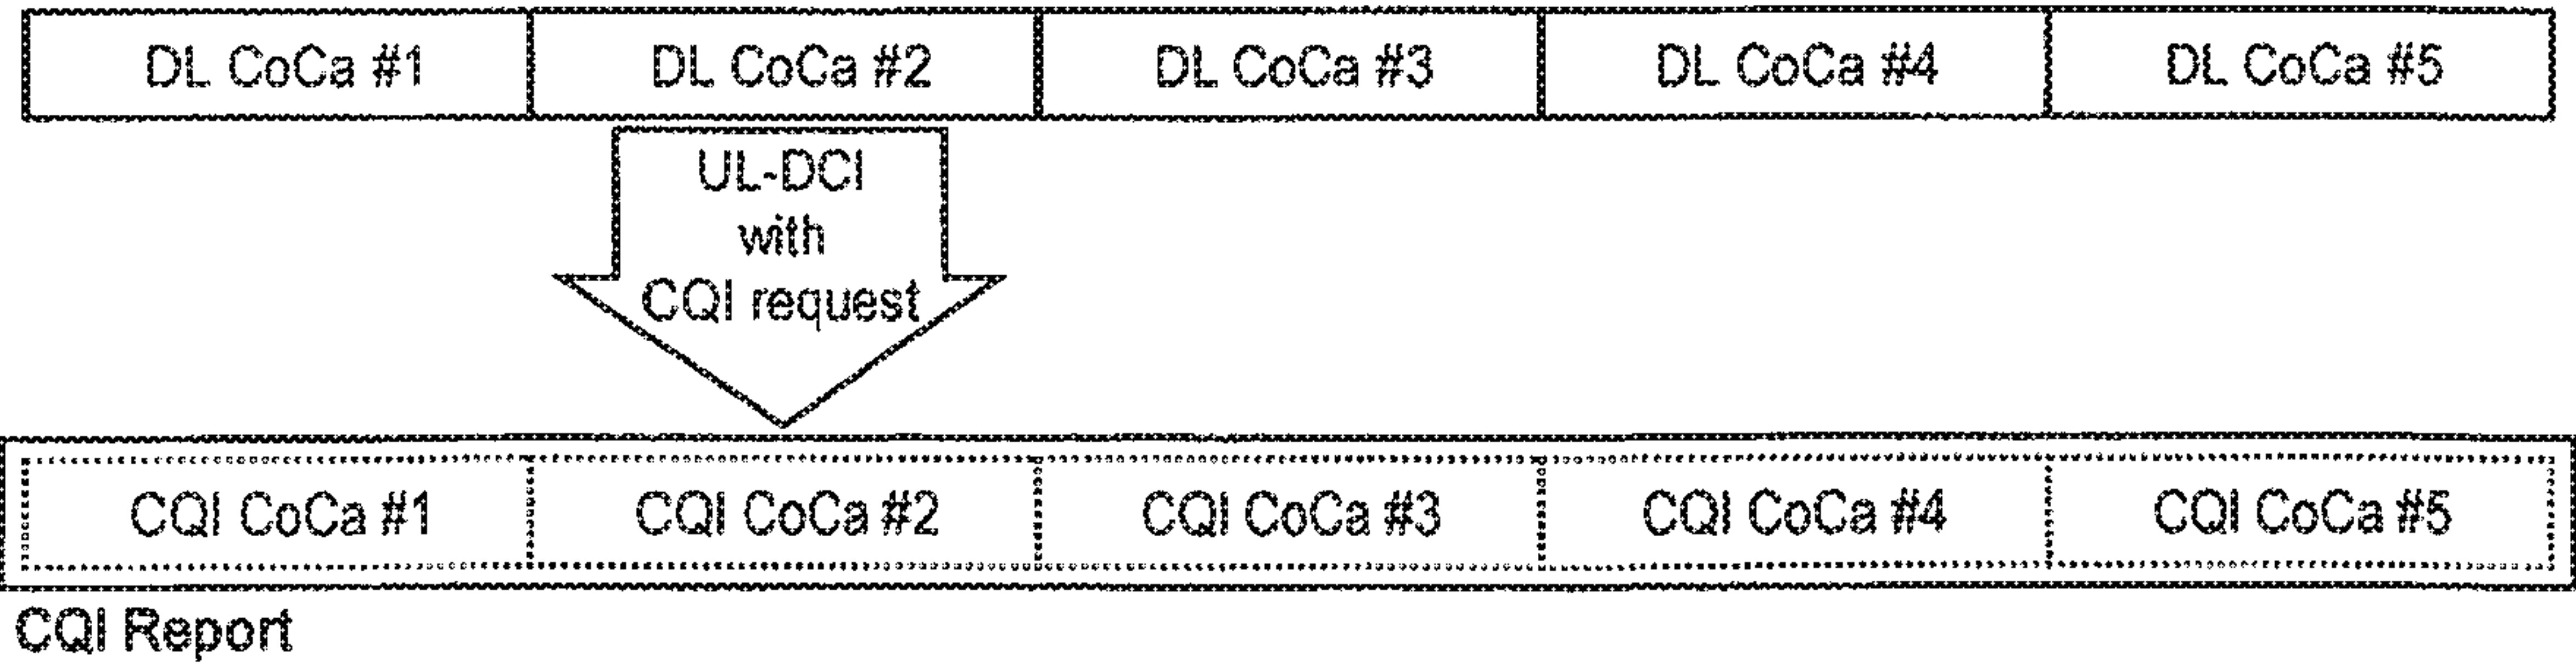 DL CoCa #1 DL CoCa #2 DL CoCa #3 DL CoCa #4 DL CoCa #5
UL-DCI
with
CQI request
CQI CoCa #1 CQI CoCa #2 CQI CoCa #3 CQI CoCa #4 CQI CoCa #5
CQI Report